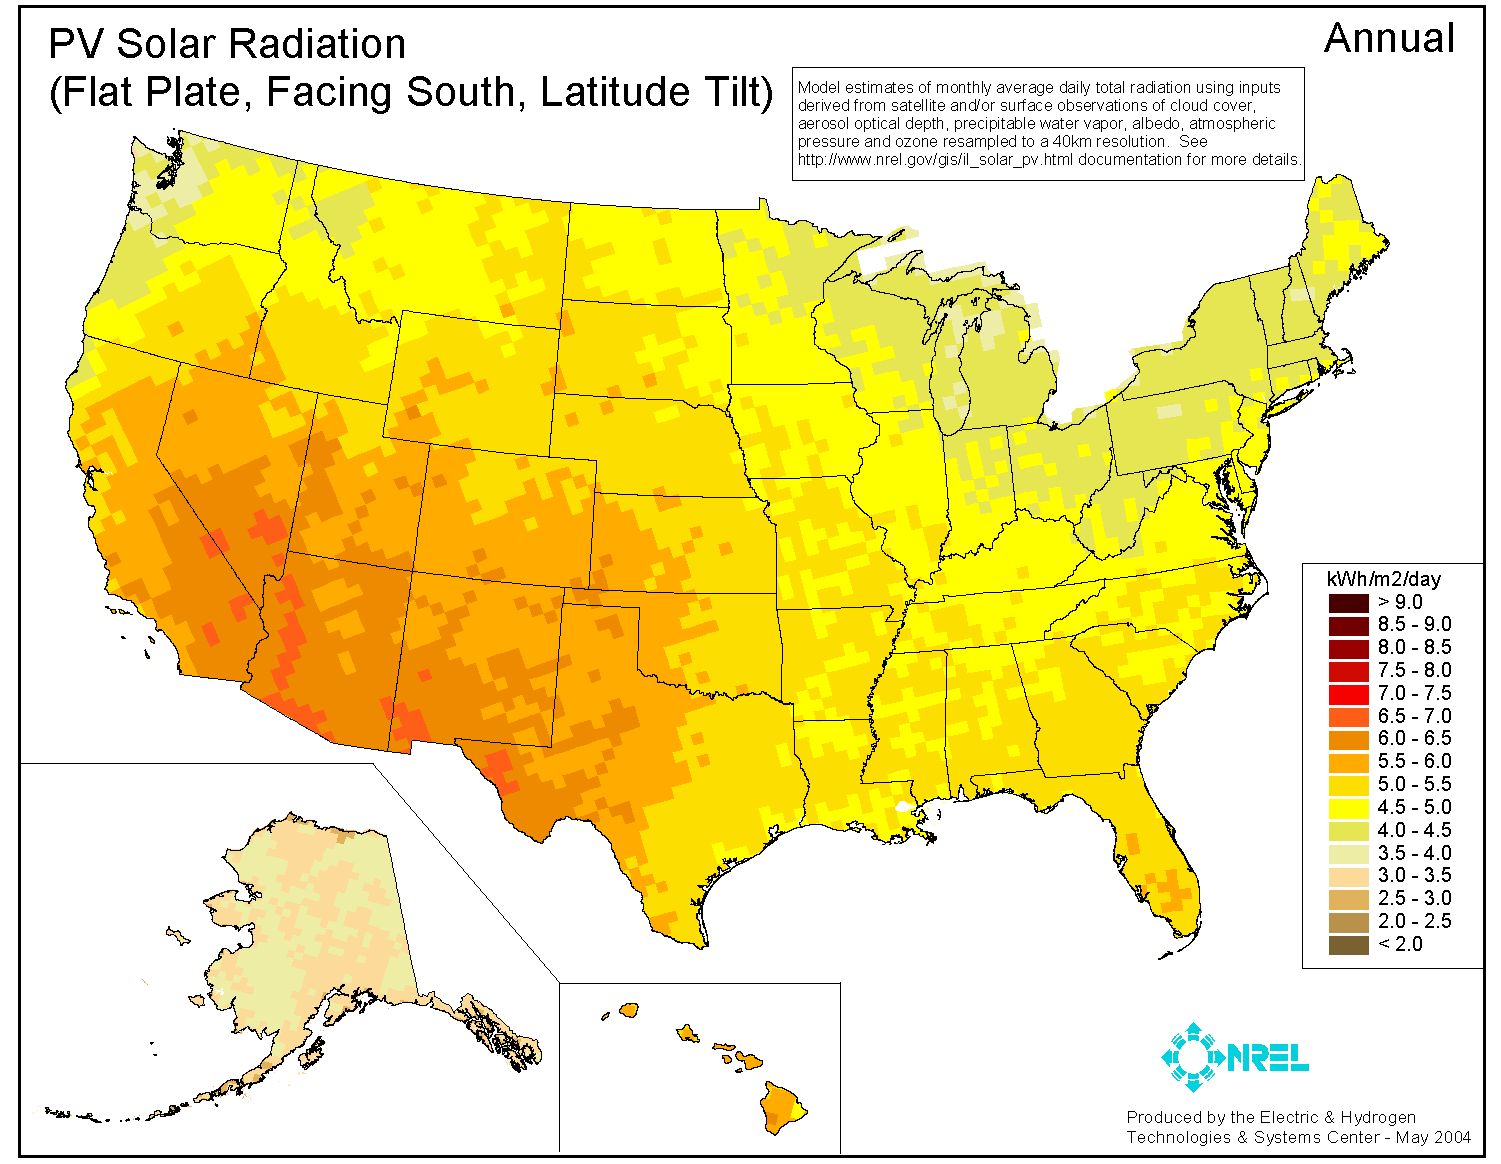 PV Solar Radiation
(Flat Plate, Facing South, Latitude Tilt)
Annual
Model estimates of monthly average daily total radiation using inputs
derived from satellite and/or surface observations of cloud cover,
aerosol optical depth, precipitable water vapor, albedo, atmospheric
pressure and ozone resampled to a 40km resolution. See
http://www.nrel.gov/gis/il_solar_pv.html documentation for more details.
kWh/m2/day
> 9.0
8.5 - 9.0
8.0 - 8.5
7.5 - 8.0
7.0 - 7.5
6.5 - 7.0
6.0 - 6.5
5.5 - 6.0
5.0 - 5.5
4.5 - 5.0
4.0 - 4.5
3.5 - 4.0
3.0 - 3.5
2.5 - 3.0
2.0 - 2.5
< 2.0
NREL
Produced by the Electric & Hydrogen
Technologies & Systems Center - May 2004